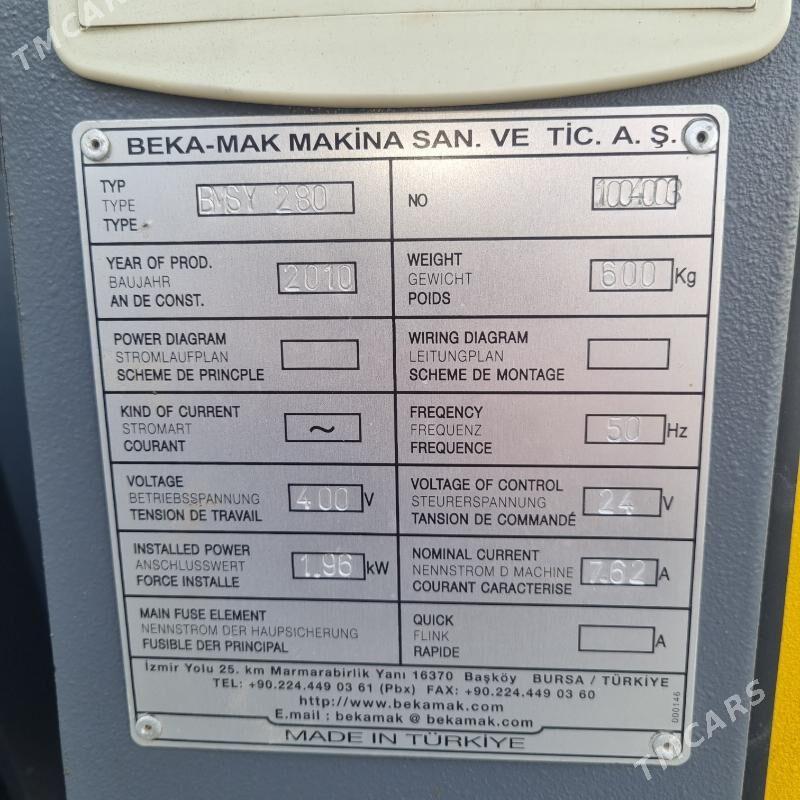 TMCARS
BEKA-MAK MAKİNA SAN. VE TİC. A. Ş.
TYP
TYPE
TYPE
BMSY 280
NO
1004003
YEAR OF PROD.
BAUJAHR
AN DE CONST.
2010
WEIGHT
GEWICHT
POIDS
600 Kg
POWER DIAGRAM
STROMLAUFPLAN
SCHEME DE PRINCPLE
WIRING DIAGRAM
LEITUNGPLAN
SCHEME DE MONTAGE
KIND OF CURRENT
STROMART
COURANT
~
FREQENCY
FREQUENZ
FREQUENCE
50 Hz
VOLTAGE
BETRIEBSSPANNUNG
TENSION DE TRAVAIL
400 V
VOLTAGE OF CONTROL
STEURERSPANNUNG
TANSION DE COMMANDÉ
24 V
INSTALLED POWER
ANSCHLUSSWERT
FORCE INSTALLE
1.96 kW
NOMINAL CURRENT
NENNSTROM D MACHINE
COURANT CARACTERISE
7.62 A
MAIN FUSE ELEMENT
NENNSTROM DER HAUPSICHERUNG
FUSIBLE DER PRINCIPAL
QUICK
FLINK
RAPIDE
A
İzmir Yolu 25. km Marmarabirlik Yanı 16370 Başköy BURSA / TÜRKİYE
TEL: +90.224.449 03 61 (Pbx) FAX: +90.224.449 03 60
http://www.bekamak.com
E.mail : bekamak @ bekamak.com
000146
MADE IN TÜRKİYE
TMCARS